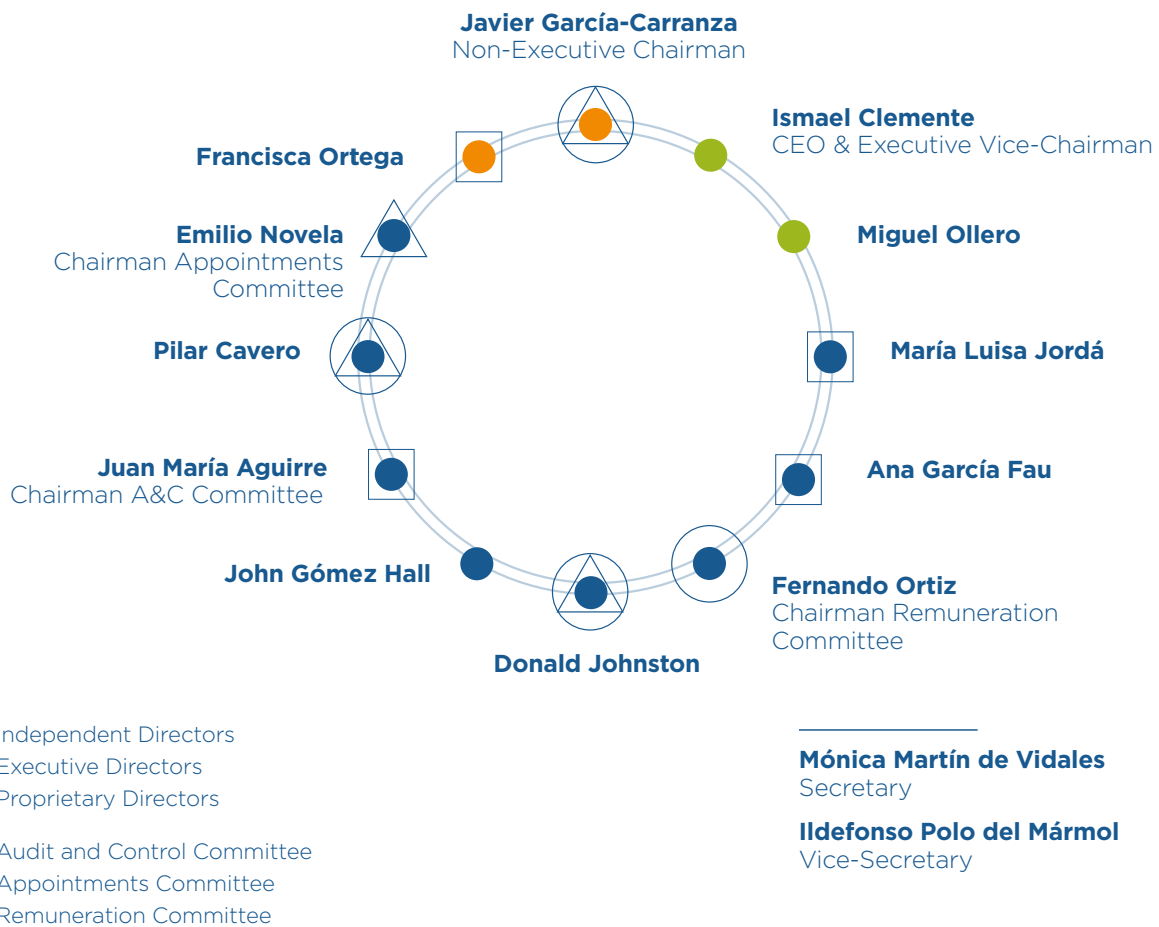 Javier García-Carranza
Non-Executive Chairman
Ismael Clemente
CEO & Executive Vice-Chairman
Francisca Ortega
Emilio Novela
Chairman Appointments
Committee
Miguel Ollero
Pilar Cavero
María Luisa Jordá
Juan María Aguirre
Chairman A&C Committee
Ana García Fau
John Gómez Hall
Fernando Ortiz
Chairman Remuneration
Committee
Donald Johnston
Independent Directors
Executive Directors
Proprietary Directors
Audit and Control Committee
Appointments Committee
Remuneration Committee
Mónica Martín de Vidales
Secretary
Ildefonso Polo del Mármol
Vice-Secretary